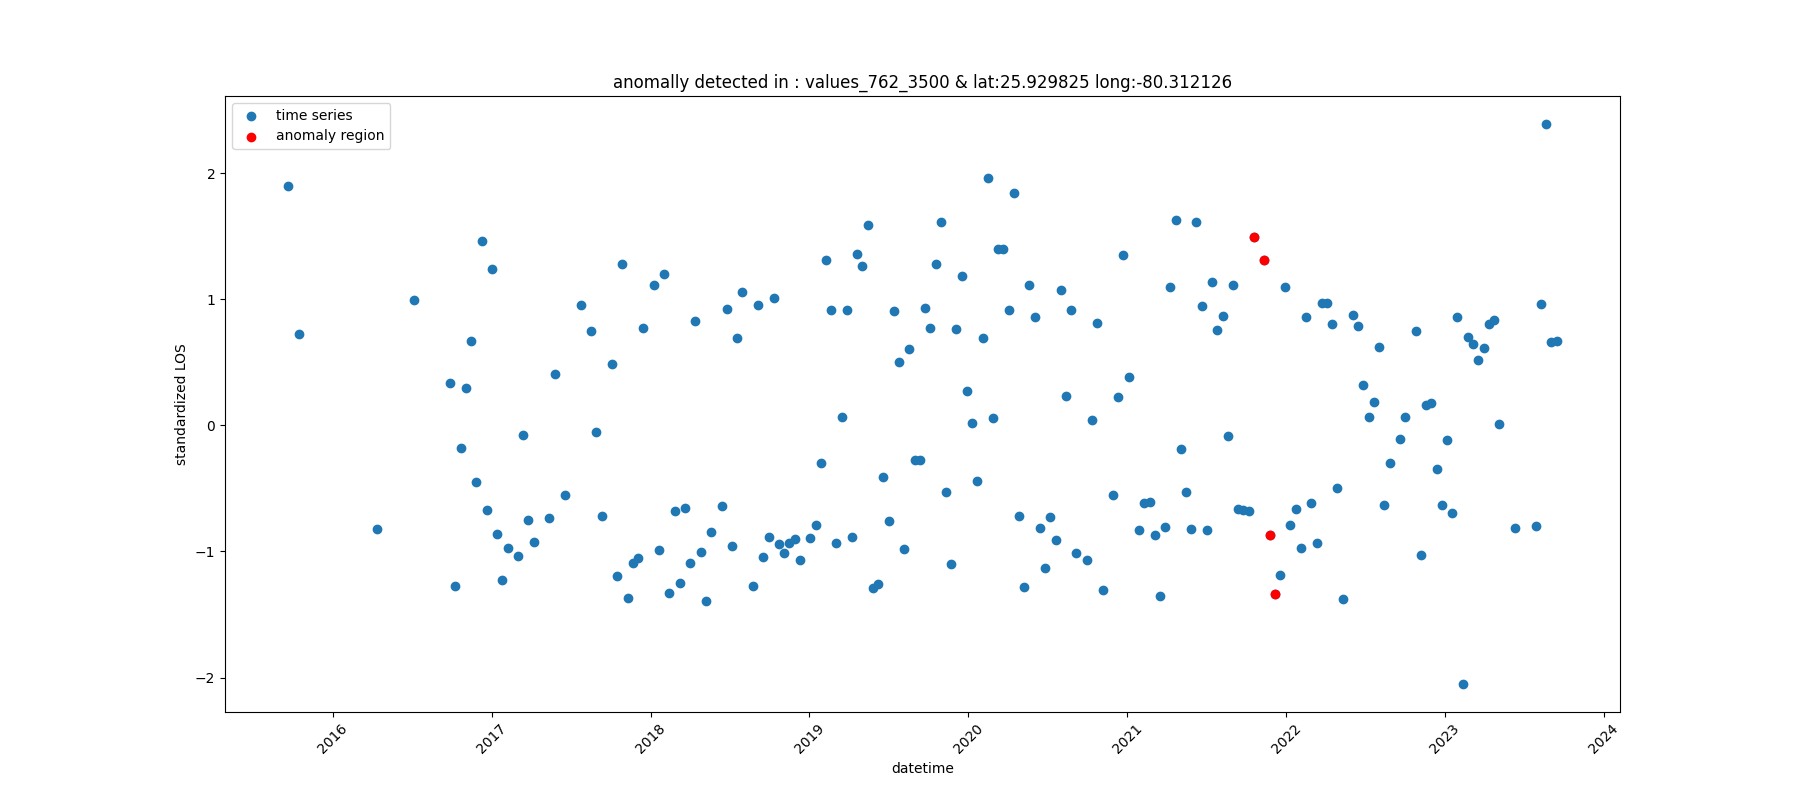 anomally detected in : values_762_3500 & lat:25.929825 long:-80.312126
time series
anomaly region
standardized LOS
2
1
0
−1
−2
2016
2017
2018
2019
2020
2021
2022
2023
2024
datetime